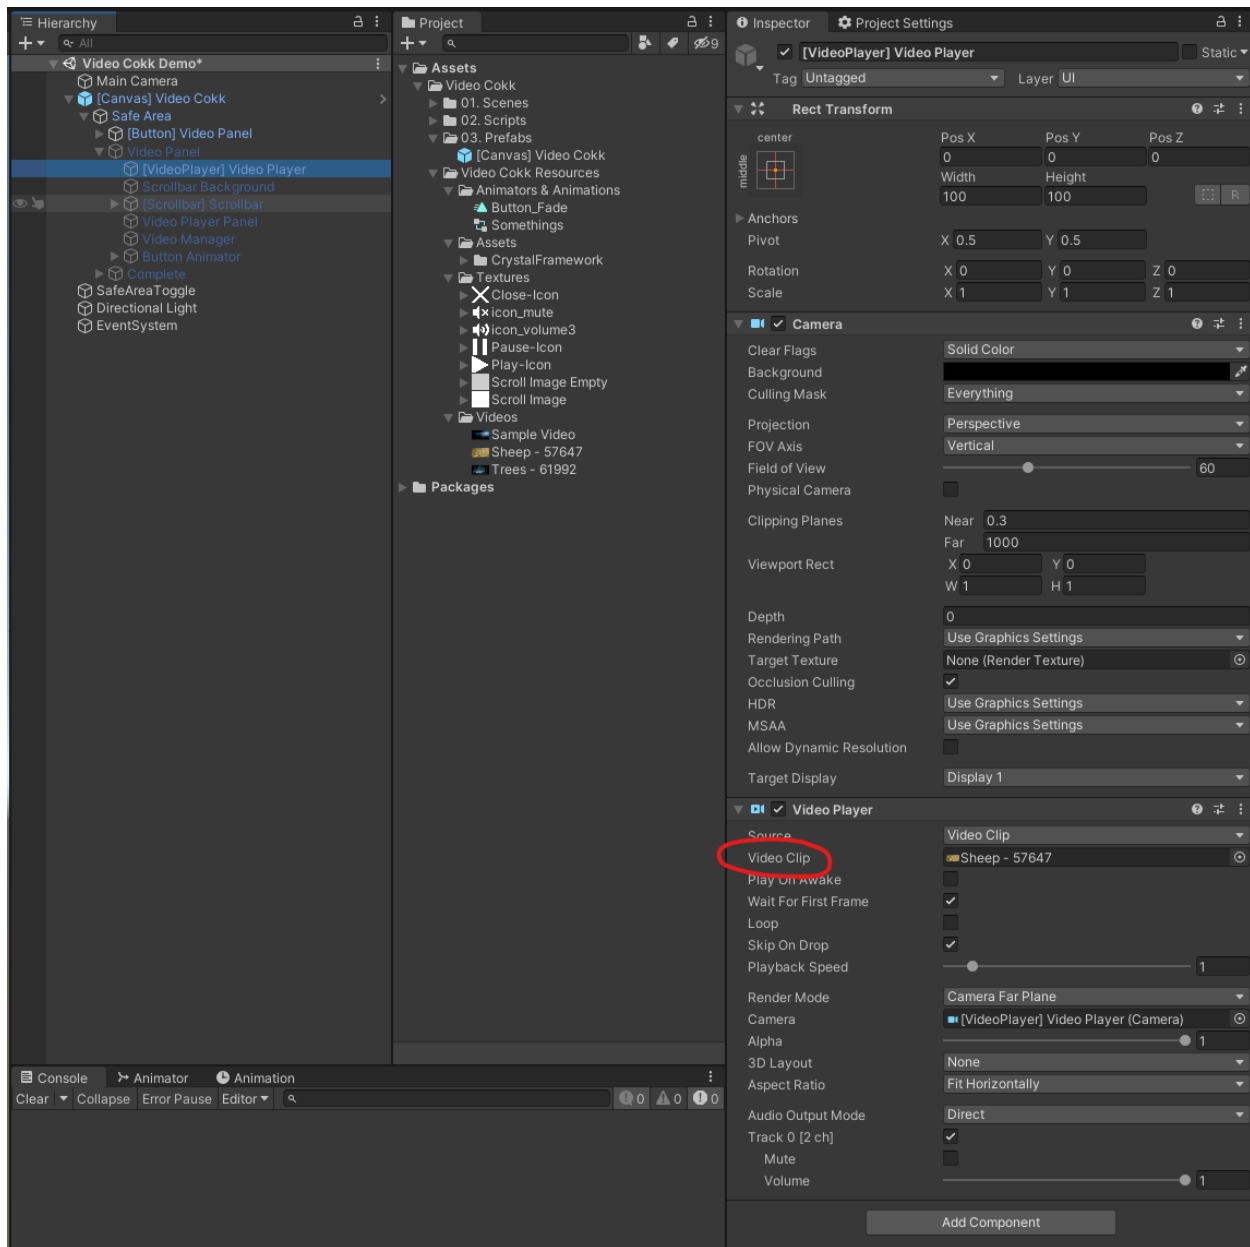 Hierarchy
All
Video Cokk Demo*
Main Camera
[Canvas] Video Cokk
Safe Area
[Button] Video Panel
Video Panel
[VideoPlayer] Video Player
Scrollbar Background
[Scrollbar] Scrollbar
Video Player Panel
Video Manager
Button Animator
Complete
SafeAreaToggle
Directional Light
EventSystem
Project
9
Assets
Video Cokk
01. Scenes
02. Scripts
03. Prefabs
[Canvas] Video Cokk
Video Cokk Resources
Animators & Animations
Button_Fade
Somethings
Assets
CrystalFramework
Textures
Close-Icon
icon_mute
icon_volume3
Pause-Icon
Play-Icon
Scroll Image Empty
Scroll Image
Videos
Sample Video
Sheep - 57647
Trees - 61992
Packages
Console Animator Animation
Clear Collapse Error Pause Editor 0 0 0
Inspector Project Settings
[VideoPlayer] Video Player Static
Tag Untagged Layer UI
Rect Transform
center Pos X Pos Y Pos Z
middle 0 0 0
Width Height
100 100 R
Anchors
Pivot X 0.5 Y 0.5
Rotation X 0 Y 0 Z 0
Scale X 1 Y 1 Z 1
Camera
Clear Flags Solid Color
Background
Culling Mask Everything
Projection Perspective
FOV Axis Vertical
Field of View 60
Physical Camera
Clipping Planes Near 0.3
Far 1000
Viewport Rect X 0 Y 0
W 1 H 1
Depth 0
Rendering Path Use Graphics Settings
Target Texture None (Render Texture)
Occlusion Culling
HDR Use Graphics Settings
MSAA Use Graphics Settings
Allow Dynamic Resolution
Target Display Display 1
Video Player
Source Video Clip
Video Clip Sheep - 57647
Play On Awake
Wait For First Frame
Loop
Skip On Drop
Playback Speed 1
Render Mode Camera Far Plane
Camera [VideoPlayer] Video Player (Camera)
Alpha 1
3D Layout None
Aspect Ratio Fit Horizontally
Audio Output Mode Direct
Track 0 [2 ch]
Mute
Volume 1
Add Component